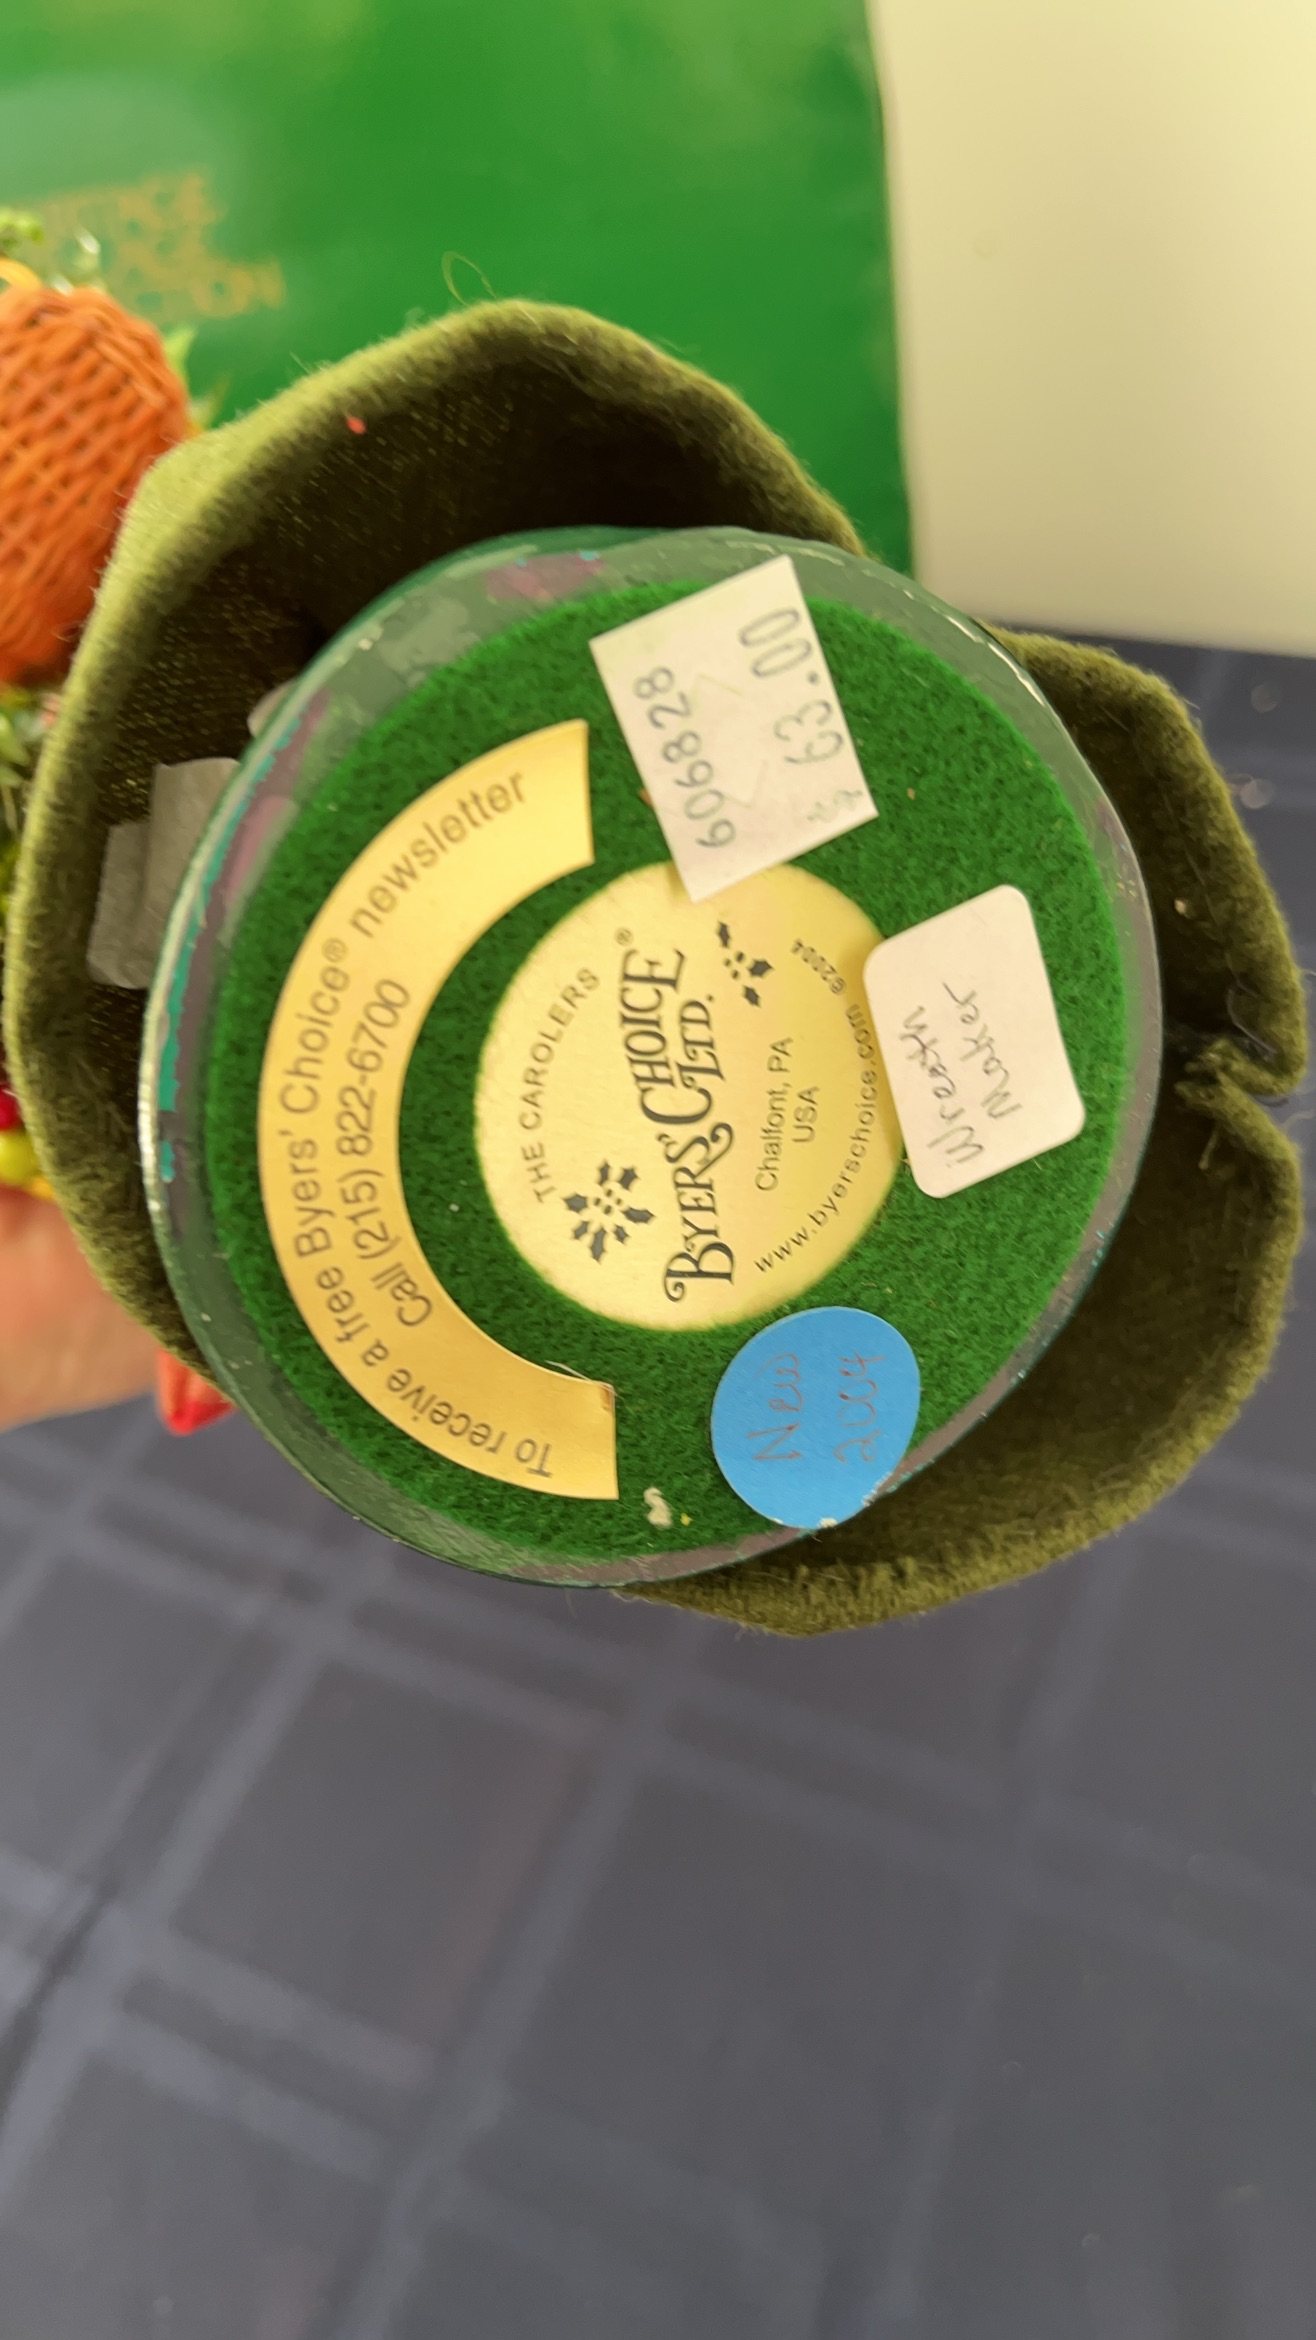 To receive a free Byers' Choice® newsletter
Call (215) 822-6700
THE CAROLERS®
BYERS' CHOICE LTD.
Chalfont, PA
USA
www.byerschoice.com ©2004
606828
63.00
Wreath
Maker
New
2004